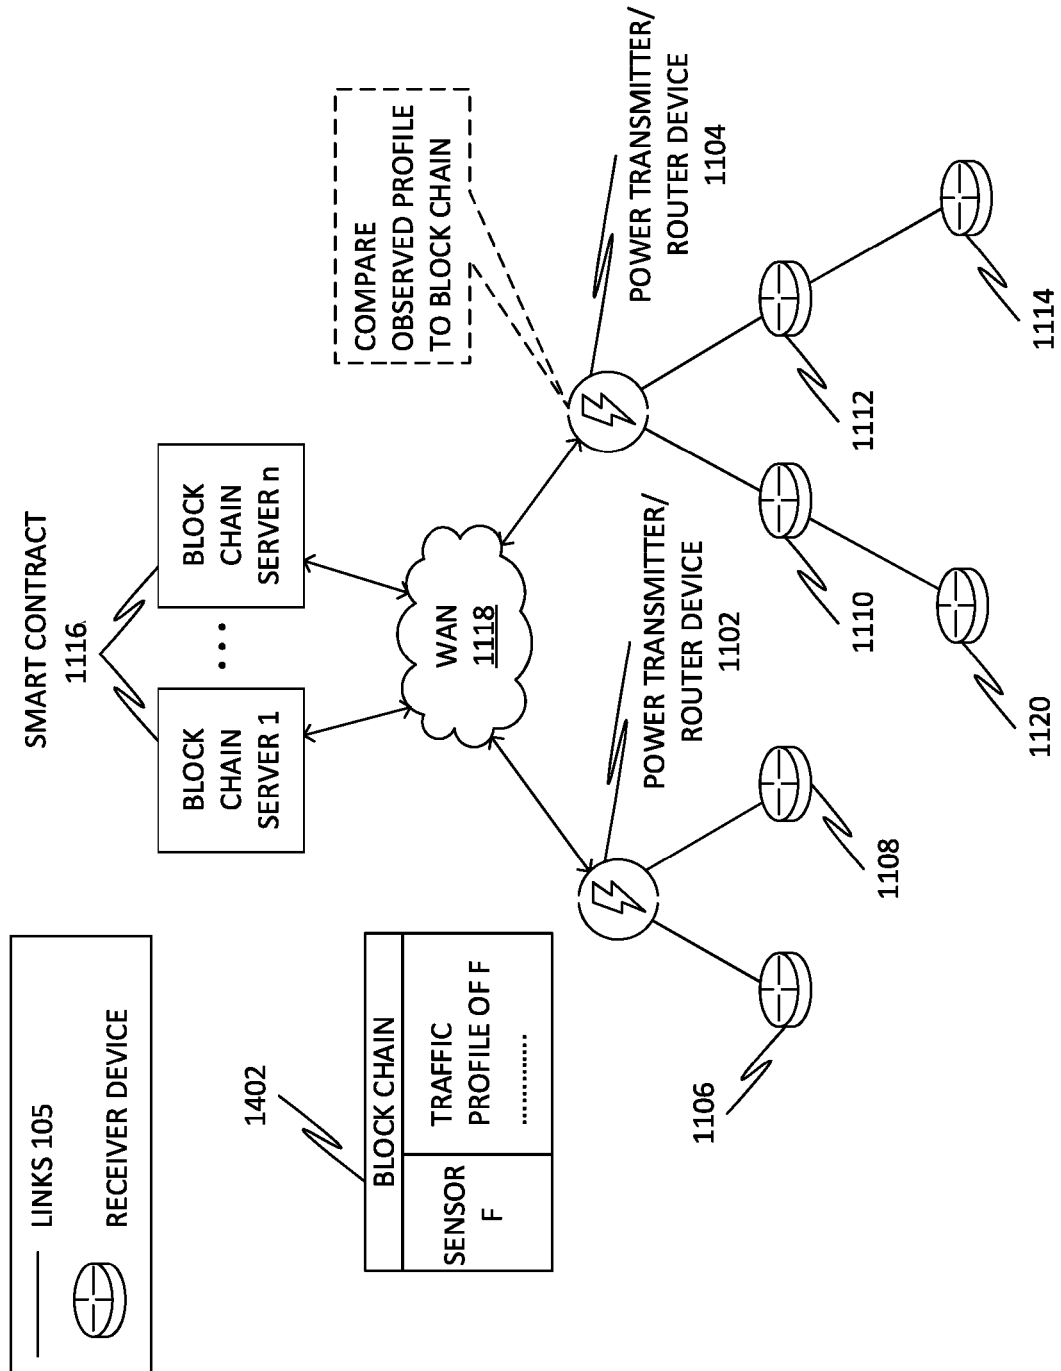 LINKS 105
RECEIVER DEVICE
1402
BLOCK CHAIN
SENSOR
F
TRAFFIC
PROFILE OF F
.............
SMART CONTRACT
1116
BLOCK
CHAIN
SERVER 1
...
BLOCK
CHAIN
SERVER n
WAN
1118
COMPARE
OBSERVED PROFILE
TO BLOCK CHAIN
POWER TRANSMITTER/
ROUTER DEVICE
1102
POWER TRANSMITTER/
ROUTER DEVICE
1104
1106
1108
1110
1112
1120
1114